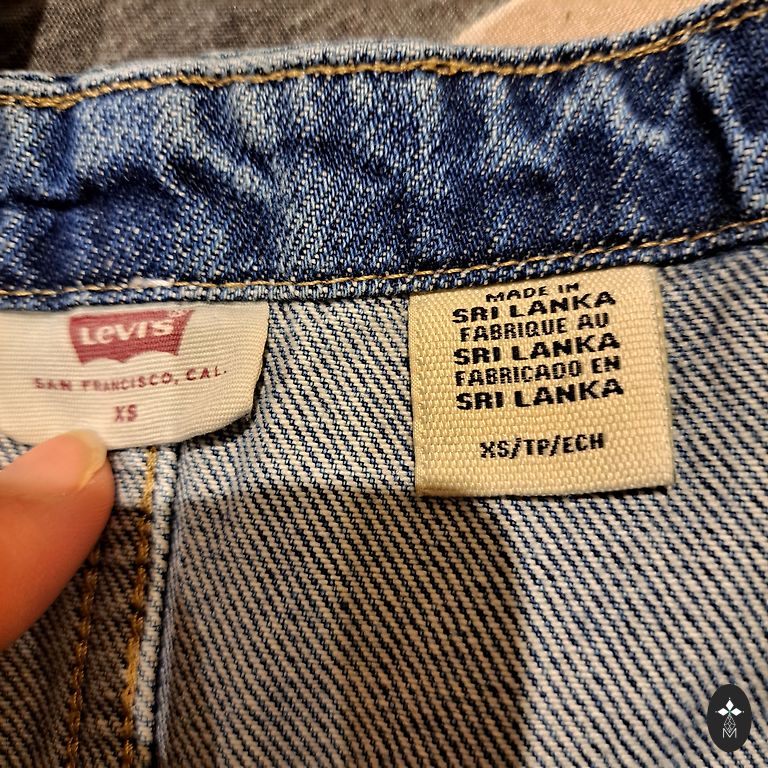 LEVI'S
SAN FRANCISCO, CAL.
XS
MADE IN
SRI LANKA
FABRIQUE AU
SRI LANKA
FABRICADO EN
SRI LANKA
XS/TP/ECH
M